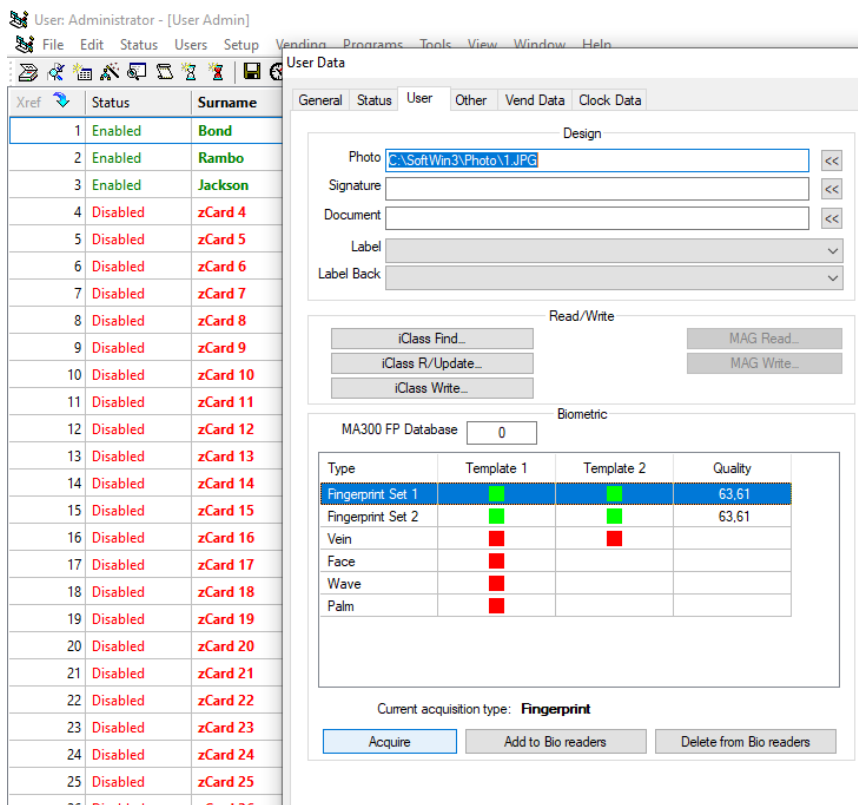 User: Administrator - [User Admin]
File Edit Status Users Setup Vending Programs Tools View Window Help
User Data
General Status User Other Vend Data Clock Data
Xref Status Surname
1 Enabled Bond
2 Enabled Rambo
3 Enabled Jackson
4 Disabled zCard 4
5 Disabled zCard 5
6 Disabled zCard 6
7 Disabled zCard 7
8 Disabled zCard 8
9 Disabled zCard 9
10 Disabled zCard 10
11 Disabled zCard 11
12 Disabled zCard 12
13 Disabled zCard 13
14 Disabled zCard 14
15 Disabled zCard 15
16 Disabled zCard 16
17 Disabled zCard 17
18 Disabled zCard 18
19 Disabled zCard 19
20 Disabled zCard 20
21 Disabled zCard 21
22 Disabled zCard 22
23 Disabled zCard 23
24 Disabled zCard 24
25 Disabled zCard 25
Design
Photo C:\SoftWin3\Photo\1.JPG <<
Signature <<
Document <<
Label
Label Back
Read/Write
iClass Find... MAG Read...
iClass R/Update... MAG Write...
iClass Write...
Biometric
MA300 FP Database 0
Type Template 1 Template 2 Quality
Fingerprint Set 1 63,61
Fingerprint Set 2 63,61
Vein
Face
Wave
Palm
Current acquisition type: Fingerprint
Acquire Add to Bio readers Delete from Bio readers